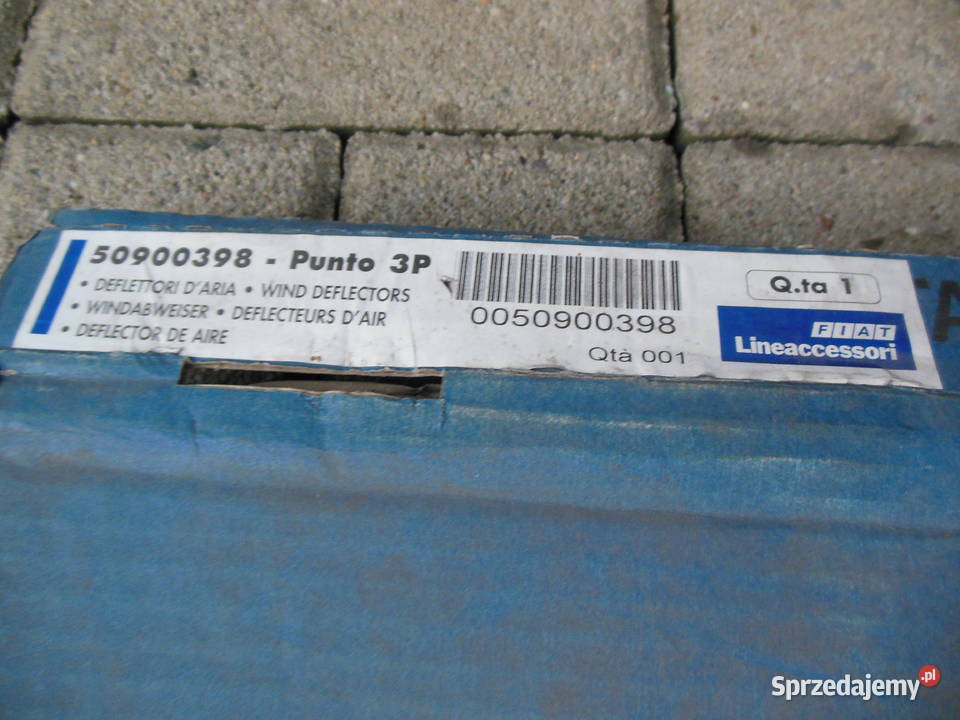 50900398 - Punto 3P
• DEFLETTORI D'ARIA • WIND DEFLECTORS
• WINDABWEISER • DEFLECTEURS D'AIR
• DEFLECTOR DE AIRE
0050900398
Qtà 001
Q.ta 1
FIAT
Lineaccessori
Sprzedajemy.pl